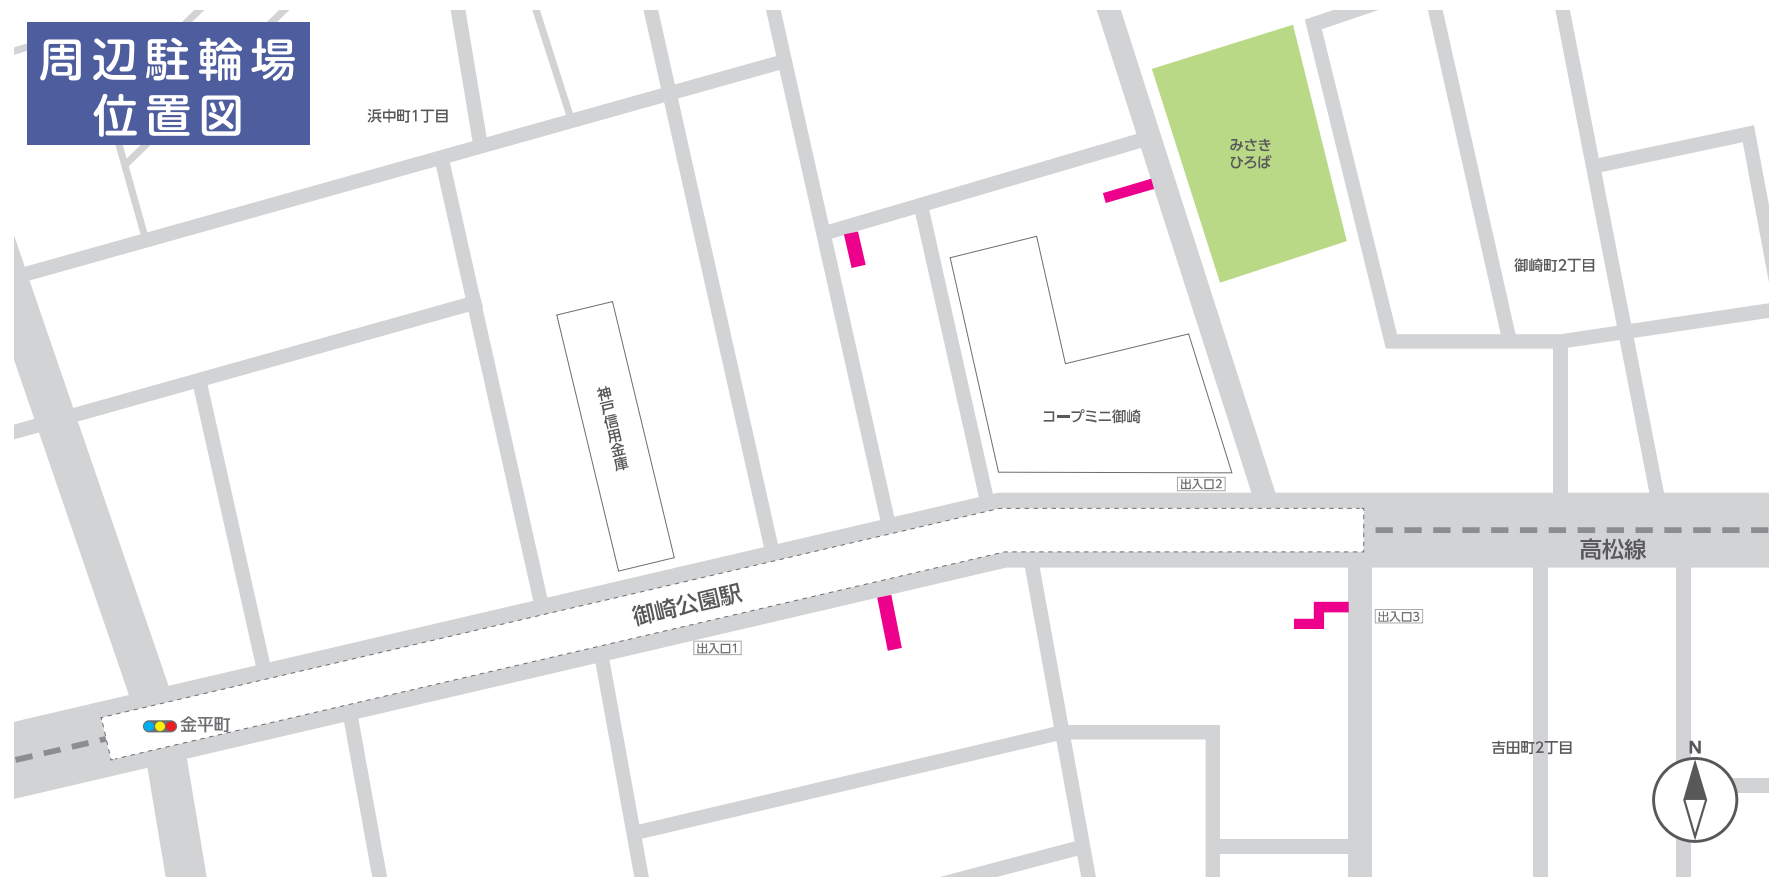 周辺駐輪場
位置図
浜中町1丁目
みさき
ひろば
御崎町2丁目
神戸信用金庫
コープミニ御崎
出入口2
高松線
御崎公園駅
出入口1
出入口3
金平町
吉田町2丁目
N